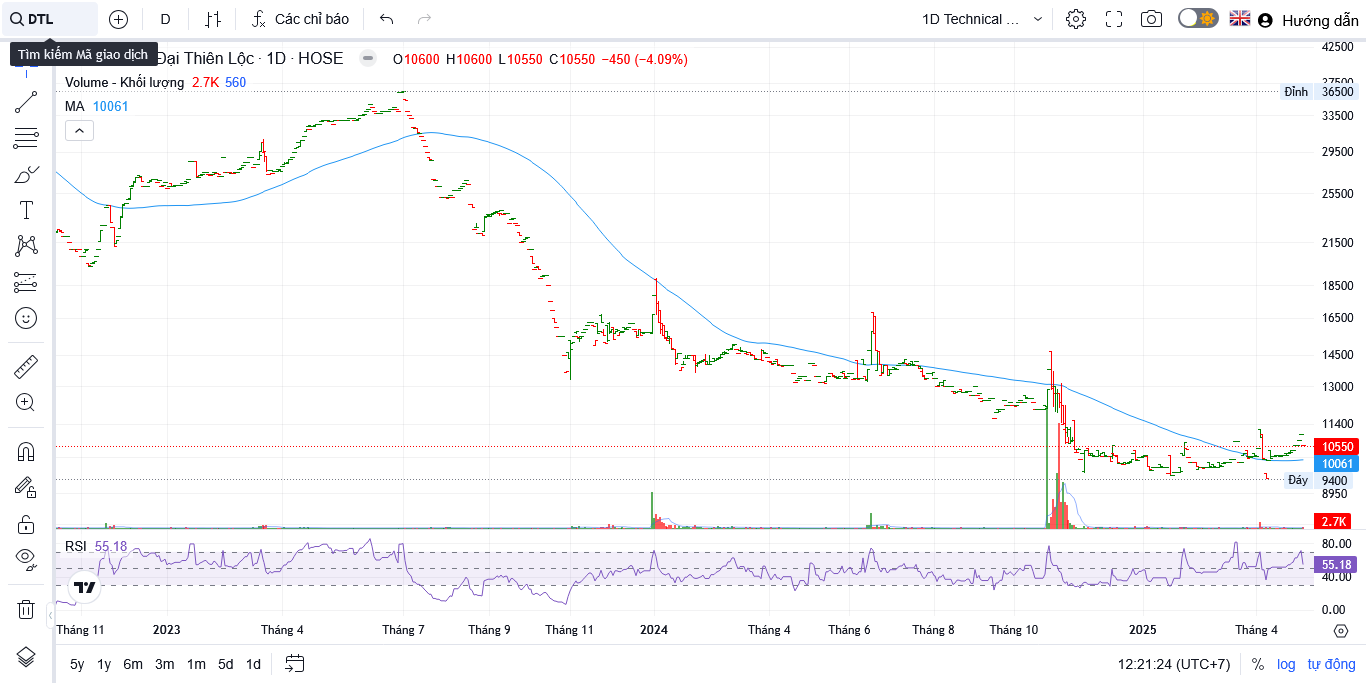 DTL
D
Các chỉ báo
1D Technical ...
Hướng dẫn
Tìm kiếm Mã giao dịch
Đại Thiên Lộc · 1D · HOSE
O10600 H10600 L10550 C10550 −450 (−4.09%)
Volume - Khối lượng 2.7K 560
MA 10061
42500
37500
Đỉnh 36500
33500
29500
25500
21500
18500
16500
14500
13000
11400
10550
10061
Đáy 9400
8950
2.7K
RSI 55.18
80.00
55.18
40.00
0.00
Tháng 11 2023 Tháng 4 Tháng 7 Tháng 9 Tháng 11 2024 Tháng 4 Tháng 6 Tháng 8 Tháng 10 2025 Tháng 4
5y 1y 6m 3m 1m 5d 1d
12:21:24 (UTC+7) % log tự động